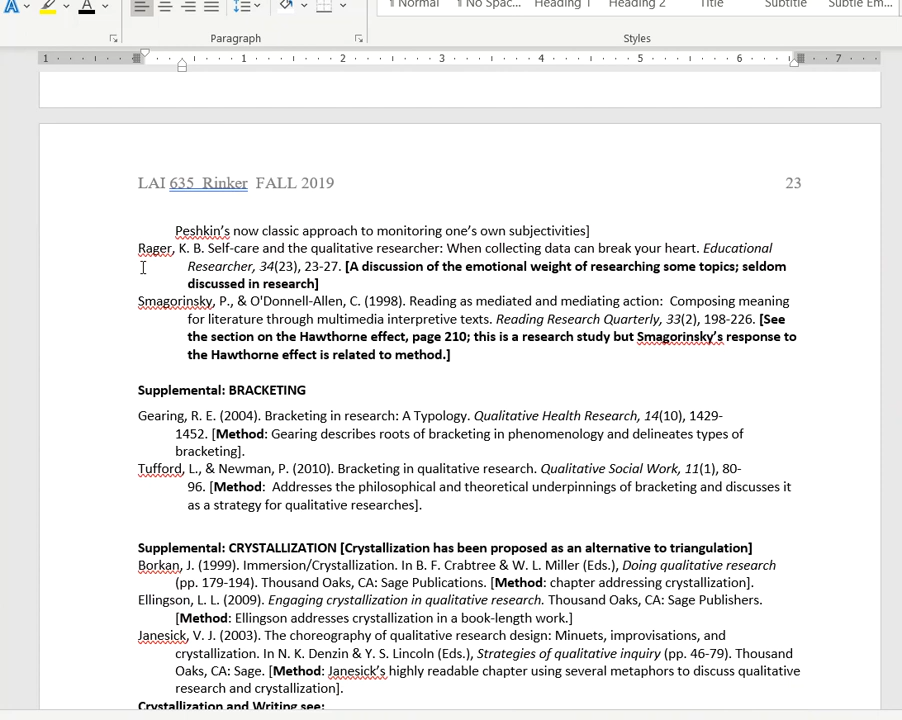 A
A
Paragraph
¶ Normal
¶ No Spac...
Heading 1
Heading 2
Title
Subtitle
Subtle Em...
Styles
1 1 2 3 4 5 6 7
LAI 635 Rinker FALL 2019 23
Peshkin's now classic approach to monitoring one's own subjectivities]
Rager, K. B. Self-care and the qualitative researcher: When collecting data can break your heart. Educational
Researcher, 34(23), 23-27. [A discussion of the emotional weight of researching some topics; seldom
discussed in research]
Smagorinsky, P., & O'Donnell-Allen, C. (1998). Reading as mediated and mediating action: Composing meaning
for literature through multimedia interpretive texts. Reading Research Quarterly, 33(2), 198-226. [See
the section on the Hawthorne effect, page 210; this is a research study but Smagorinsky's response to
the Hawthorne effect is related to method.]
Supplemental: BRACKETING
Gearing, R. E. (2004). Bracketing in research: A Typology. Qualitative Health Research, 14(10), 1429-
1452. [Method: Gearing describes roots of bracketing in phenomenology and delineates types of
bracketing].
Tufford, L., & Newman, P. (2010). Bracketing in qualitative research. Qualitative Social Work, 11(1), 80-
96. [Method: Addresses the philosophical and theoretical underpinnings of bracketing and discusses it
as a strategy for qualitative researches].
Supplemental: CRYSTALLIZATION [Crystallization has been proposed as an alternative to triangulation]
Borkan, J. (1999). Immersion/Crystallization. In B. F. Crabtree & W. L. Miller (Eds.), Doing qualitative research
(pp. 179-194). Thousand Oaks, CA: Sage Publications. [Method: chapter addressing crystallization].
Ellingson, L. L. (2009). Engaging crystallization in qualitative research. Thousand Oaks, CA: Sage Publishers.
[Method: Ellingson addresses crystallization in a book-length work.]
Janesick, V. J. (2003). The choreography of qualitative research design: Minuets, improvisations, and
crystallization. In N. K. Denzin & Y. S. Lincoln (Eds.), Strategies of qualitative inquiry (pp. 46-79). Thousand
Oaks, CA: Sage. [Method: Janesick's highly readable chapter using several metaphors to discuss qualitative
research and crystallization].
Crystallization and Writing see: